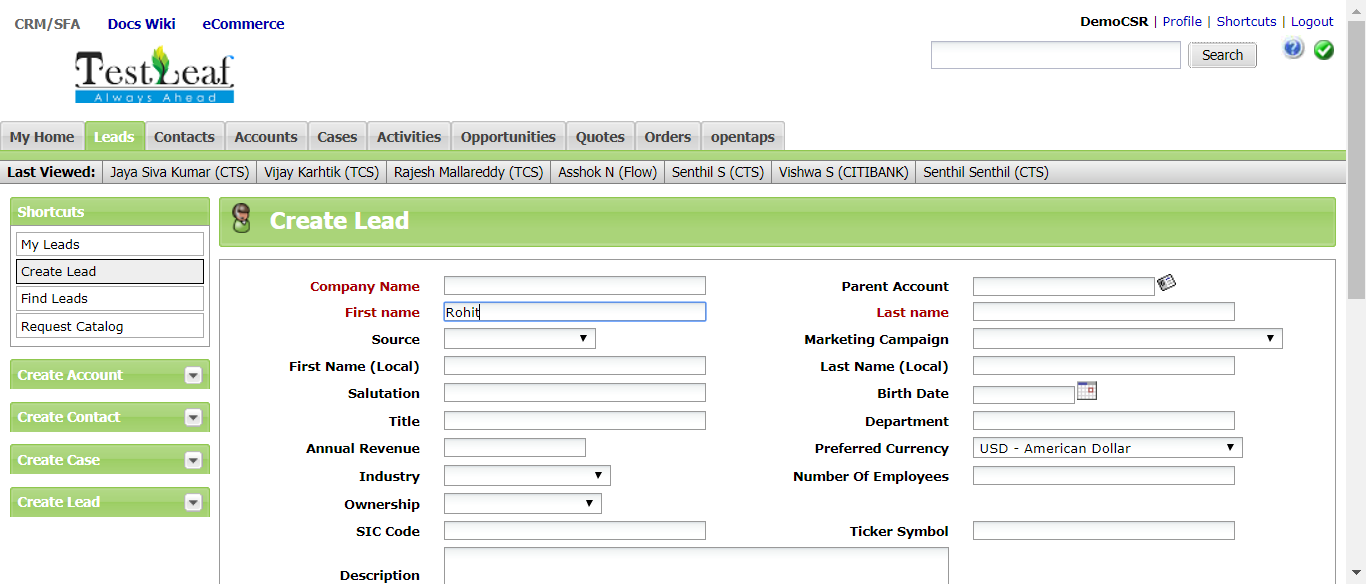 CRM/SFA Docs Wiki eCommerce
DemoCSR | Profile | Shortcuts | Logout
TestLeaf
Always Ahead
Search
?
My Home Leads Contacts Accounts Cases Activities Opportunities Quotes Orders opentaps
Last Viewed: Jaya Siva Kumar (CTS) Vijay Karhtik (TCS) Rajesh Mallareddy (TCS) Asshok N (Flow) Senthil S (CTS) Vishwa S (CITIBANK) Senthil Senthil (CTS)
Shortcuts
My Leads
Create Lead
Find Leads
Request Catalog
Create Account
Create Contact
Create Case
Create Lead
Create Lead
Company Name Parent Account
First name Rohit Last name
Source Marketing Campaign
First Name (Local) Last Name (Local)
Salutation Birth Date
Title Department
Annual Revenue Preferred Currency USD - American Dollar
Industry Number Of Employees
Ownership
SIC Code Ticker Symbol
Description